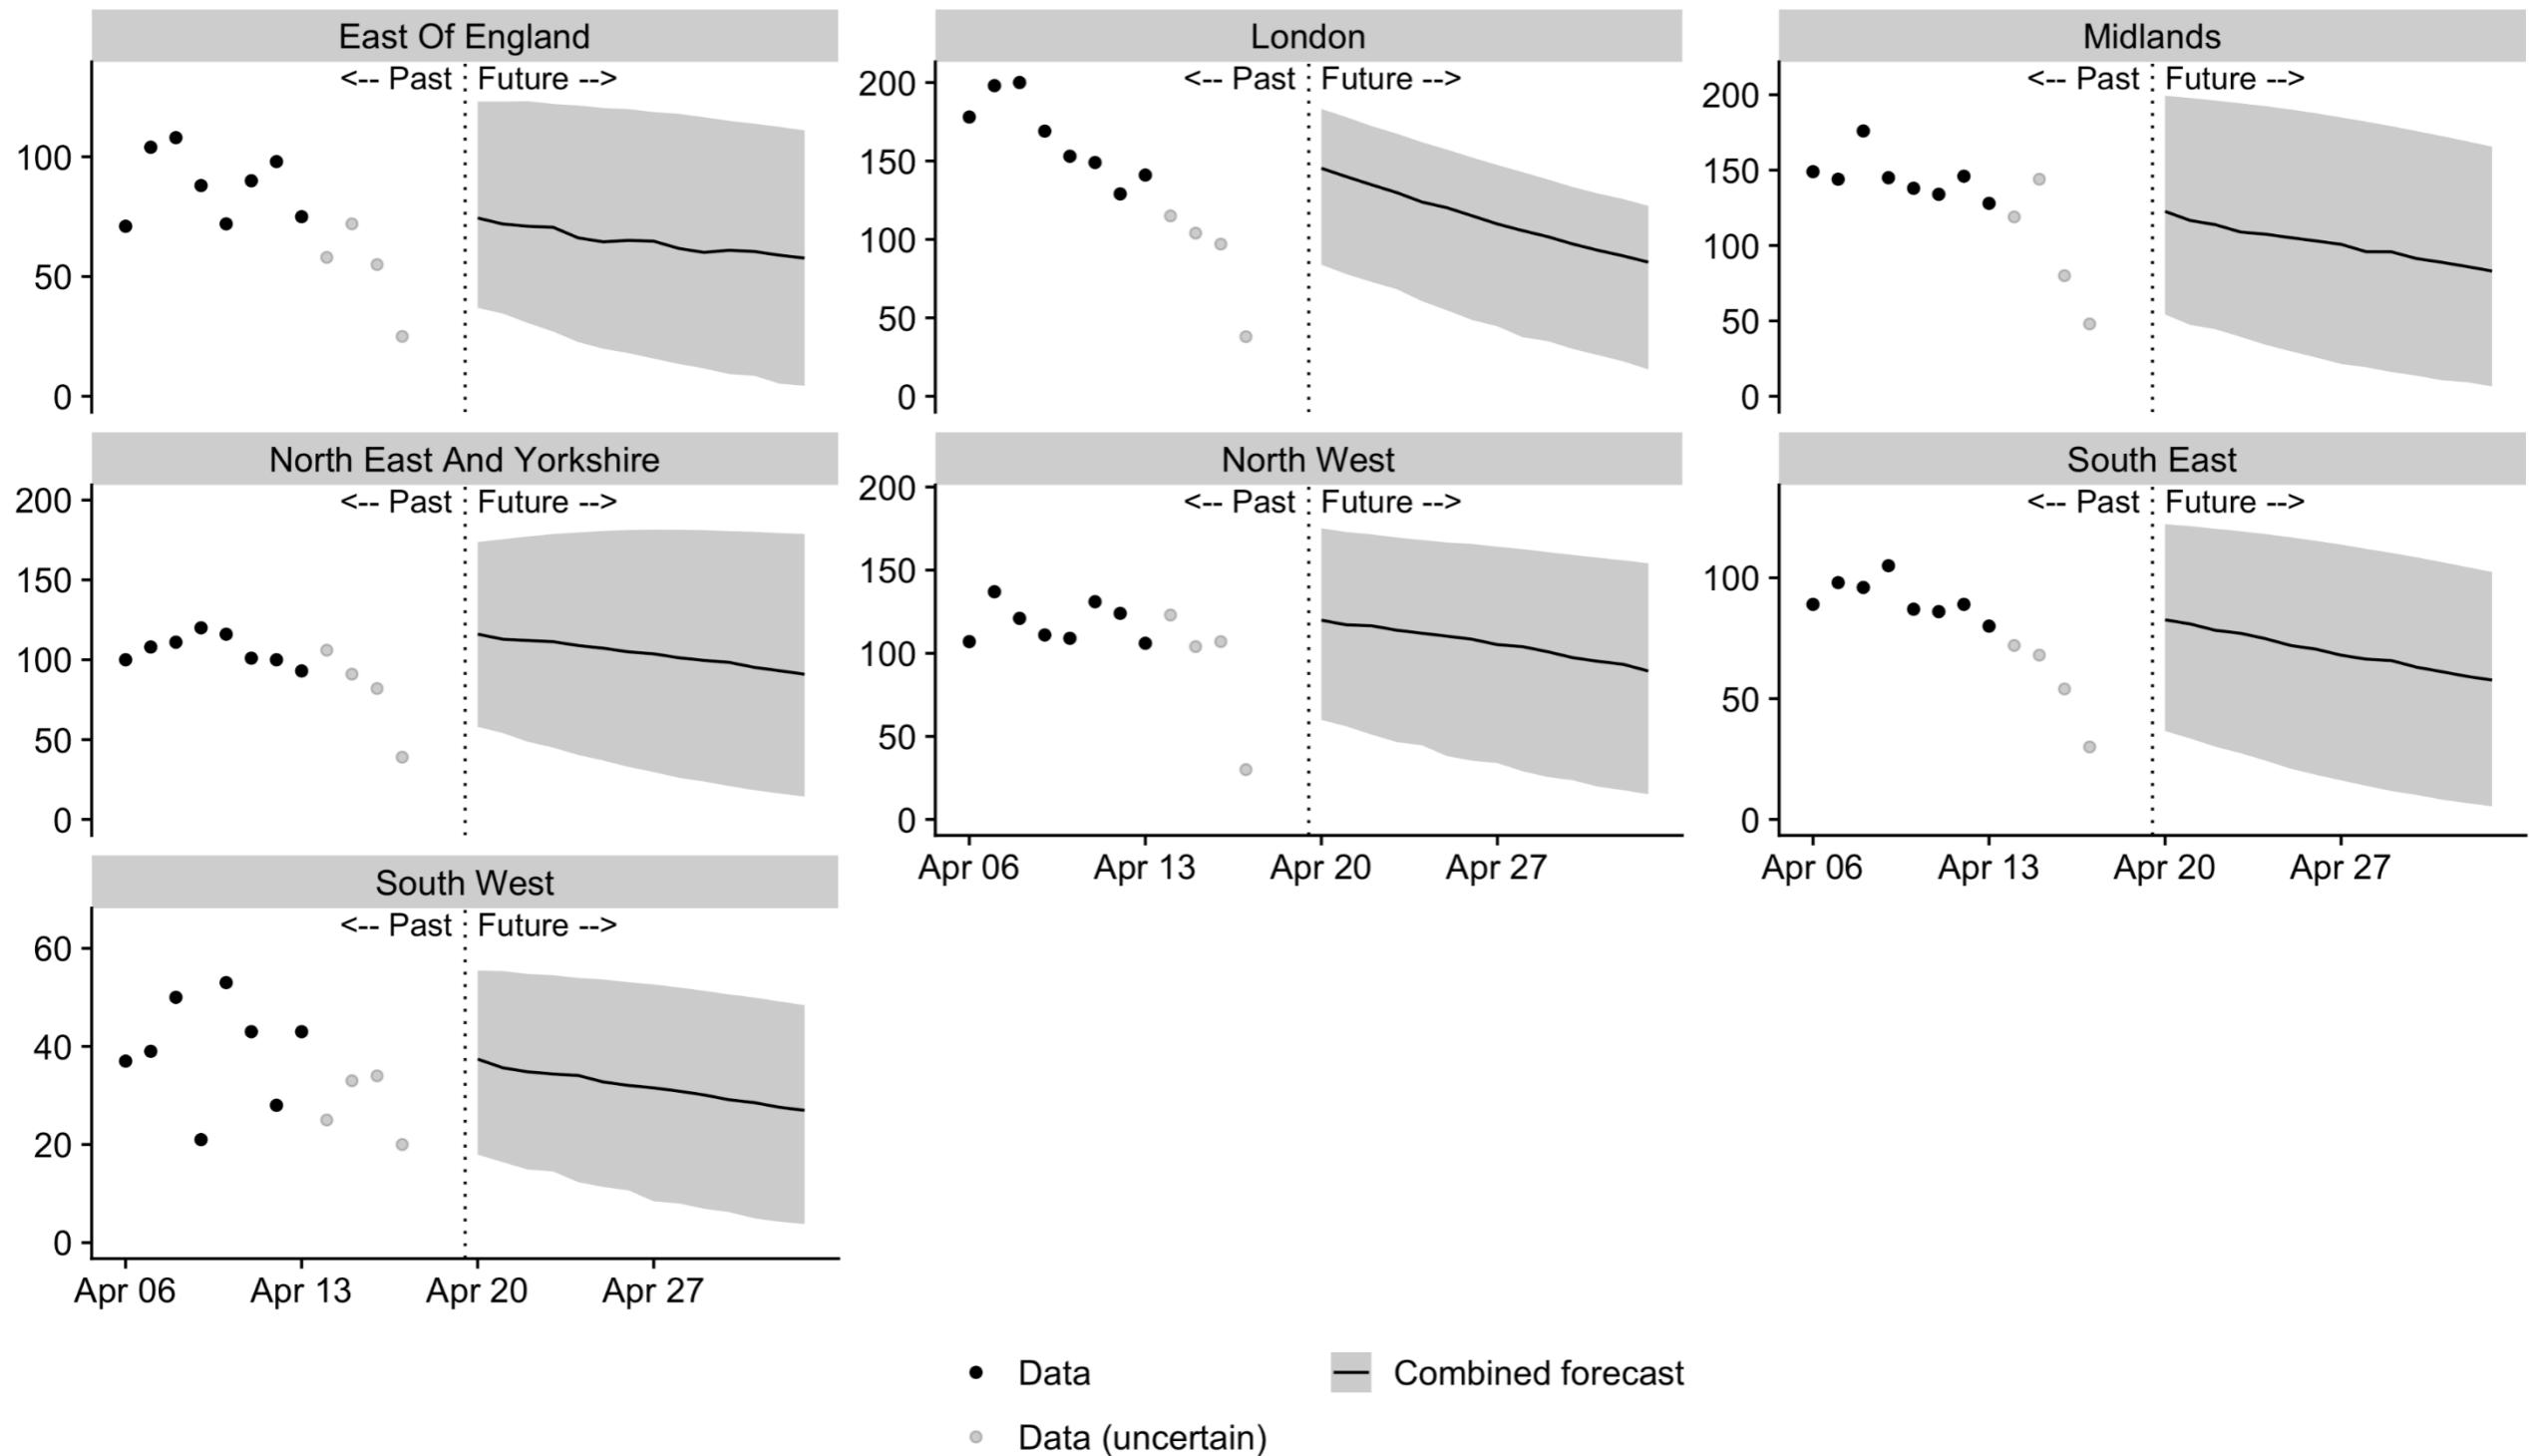 East Of England
<-- Past Future -->
100
50
0
London
<-- Past Future -->
200
150
100
50
0
Midlands
<-- Past Future -->
200
150
100
50
0
North East And Yorkshire
<-- Past Future -->
200
150
100
50
0
North West
<-- Past Future -->
200
150
100
50
0
Apr 06 Apr 13 Apr 20 Apr 27
South East
<-- Past Future -->
100
50
0
Apr 06 Apr 13 Apr 20 Apr 27
South West
<-- Past Future -->
60
40
20
0
Apr 06 Apr 13 Apr 20 Apr 27
Data
Combined forecast
Data (uncertain)